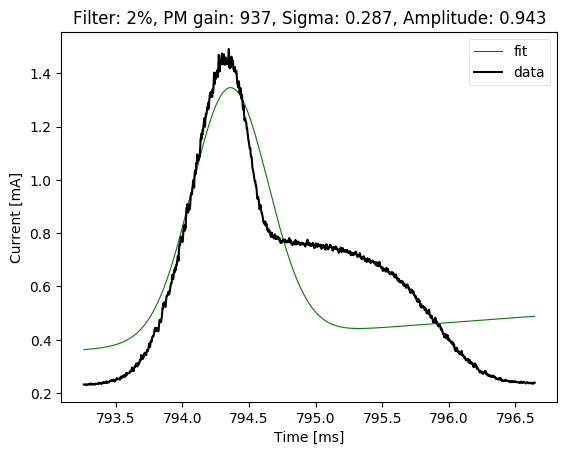 Filter: 2%, PM gain: 937, Sigma: 0.287, Amplitude: 0.943
fit
data
Current [mA]
1.4
1.2
1.0
0.8
0.6
0.4
0.2
793.5 794.0 794.5 795.0 795.5 796.0 796.5
Time [ms]